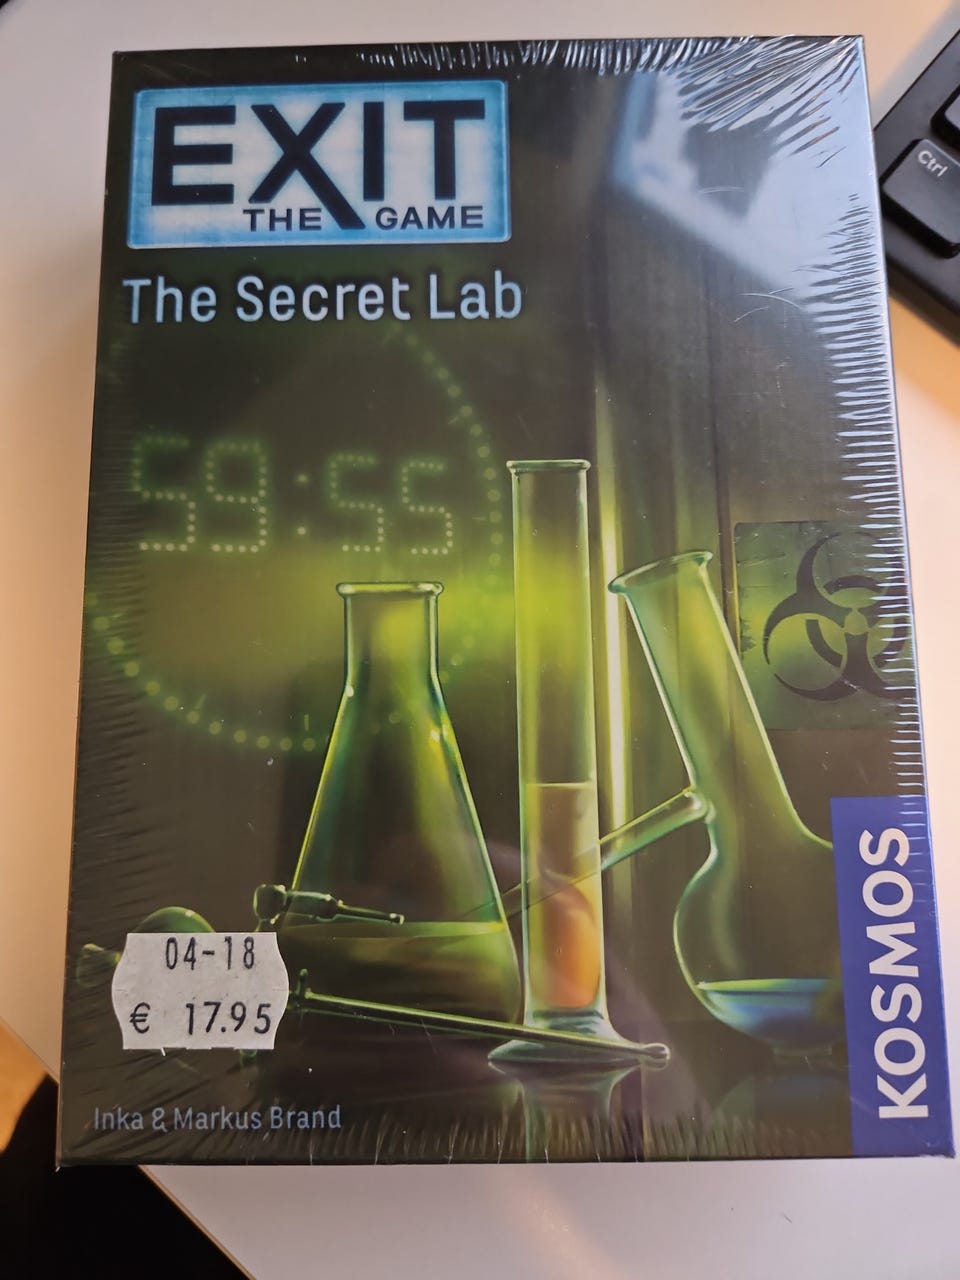 EXIT
THE GAME
The Secret Lab
59:55
04-18
€ 17.95
Inka & Markus Brand
KOSMOS
Ctrl